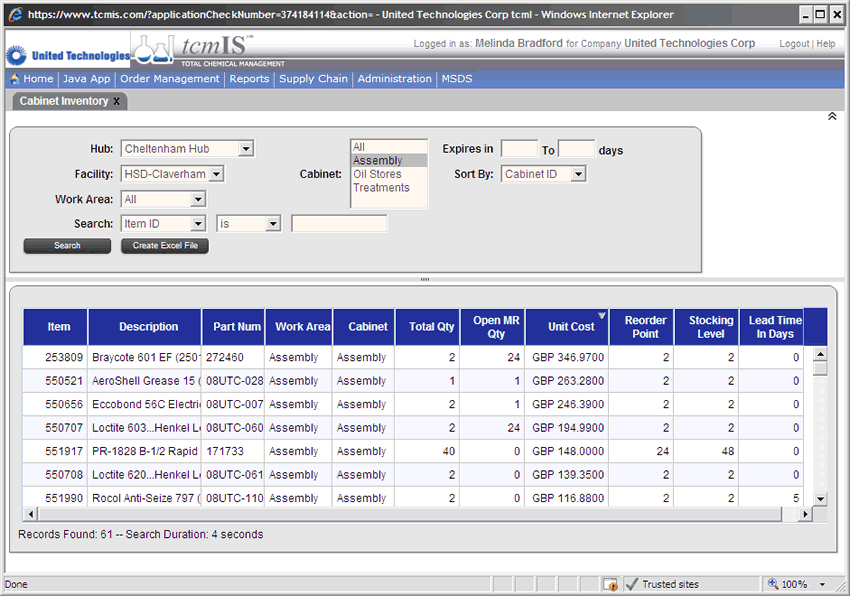 https://www.tcmis.com/?applicationCheckNumber=374184114&action= - United Technologies Corp tcmI - Windows Internet Explorer
United Technologies tcmIS™ TOTAL CHEMICAL MANAGEMENT
Logged in as: Melinda Bradford for Company United Technologies Corp Logout | Help
Home | Java App | Order Management | Reports | Supply Chain | Administration | MSDS
Cabinet Inventory x
Hub: Cheltenham Hub
Facility: HSD-Claverham
Work Area: All
Search: Item ID is
Cabinet: All
Assembly
Oil Stores
Treatments
Expires in To days
Sort By: Cabinet ID
Search Create Excel File
Item Description Part Num Work Area Cabinet Total Qty Open MR Qty Unit Cost Reorder Point Stocking Level Lead Time In Days
253809 Braycote 601 EF (250 272460 Assembly Assembly 2 24 GBP 346.9700 2 2 0
550521 AeroShell Grease 15 ( 08UTC-028 Assembly Assembly 1 1 GBP 263.2800 2 2 0
550656 Eccobond 56C Electri 08UTC-007 Assembly Assembly 2 1 GBP 246.3900 2 2 0
550707 Loctite 603...Henkel L 08UTC-060 Assembly Assembly 2 24 GBP 194.9900 2 2 0
551917 PR-1828 B-1/2 Rapid 171733 Assembly Assembly 40 0 GBP 148.0000 24 48 0
550708 Loctite 620...Henkel L 08UTC-061 Assembly Assembly 2 0 GBP 139.3500 2 2 0
551990 Rocol Anti-Seize 797 ( 08UTC-110 Assembly Assembly 2 0 GBP 116.8800 2 2 5
Records Found: 61 -- Search Duration: 4 seconds
Done Trusted sites 100%